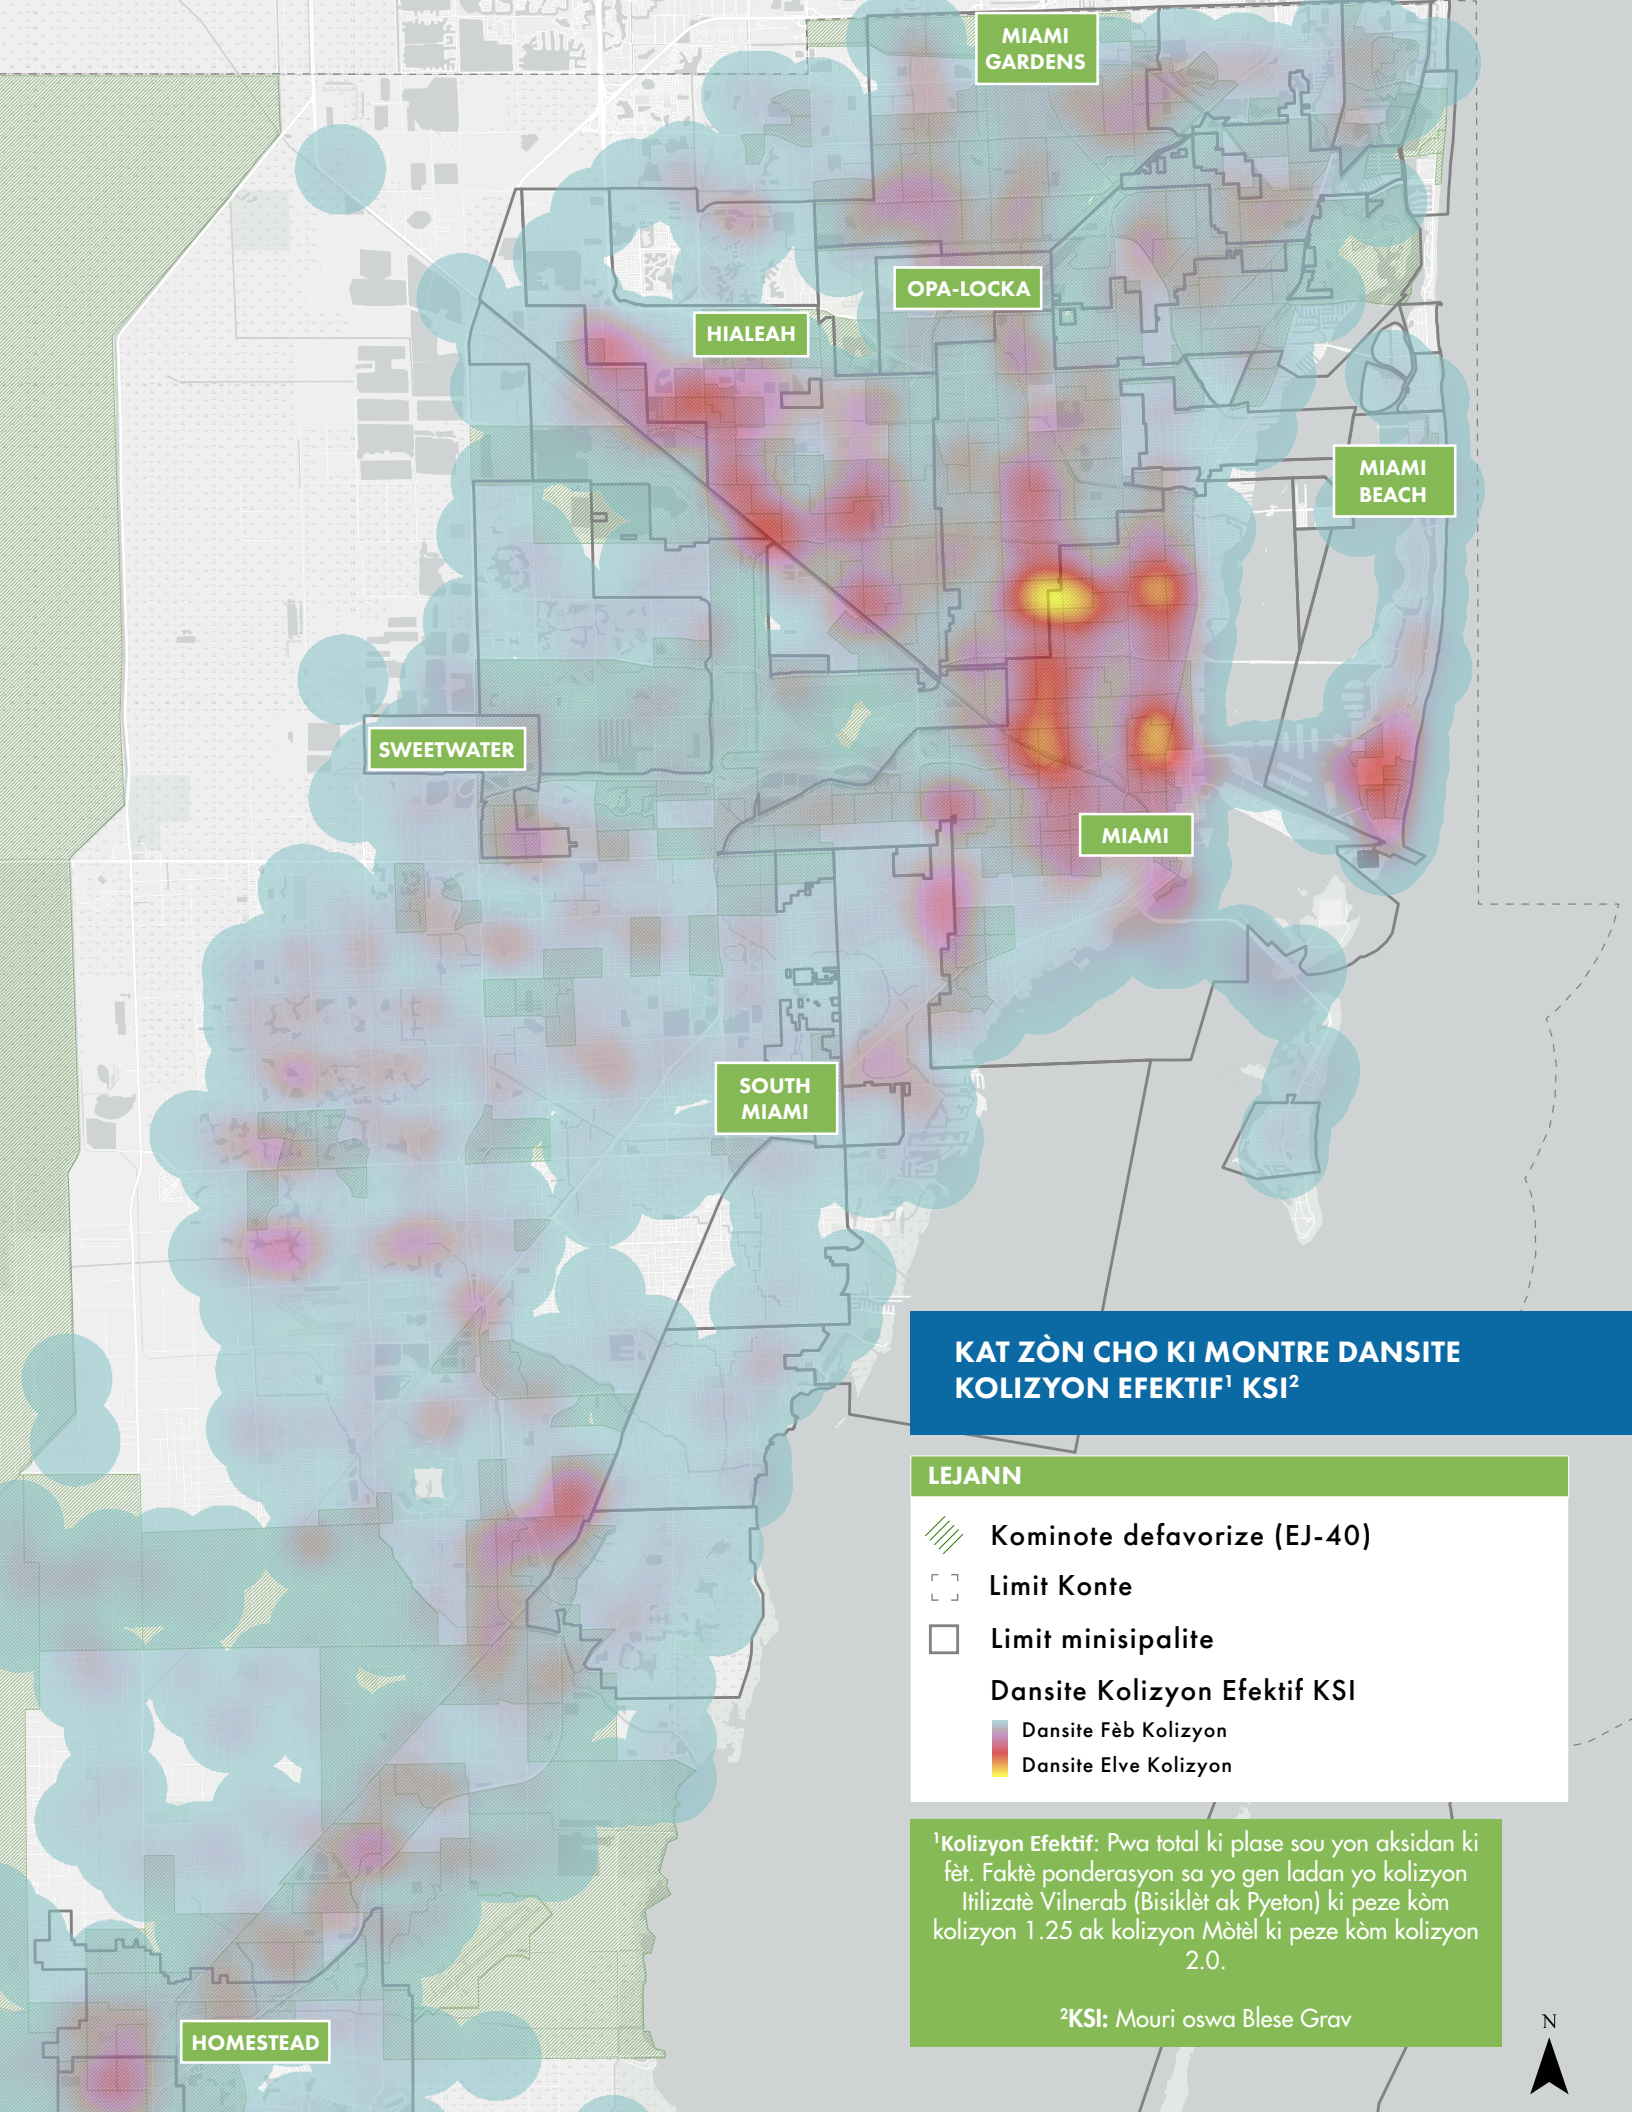 MIAMI
GARDENS
OPA-LOCKA
HIALEAH
MIAMI
BEACH
SWEETWATER
MIAMI
SOUTH
MIAMI
KAT ZÒN CHO KI MONTRE DANSITE
KOLIZYON EFEKTIF¹ KSI²
LEJANN
Kominote defavorize (EJ-40)
Limit Konte
Limit minisipalite
Dansite Kolizyon Efektif KSI
Dansite Fèb Kolizyon
Dansite Elve Kolizyon
¹Kolizyon Efektif: Pwa total ki plase sou yon aksidan ki
fèt. Faktè ponderasyon sa yo gen ladan yo kolizyon
Itilizatè Vilnerab (Bisiklèt ak Pyeton) ki peze kòm
kolizyon 1.25 ak kolizyon Mòtèl ki peze kòm kolizyon
2.0.
²KSI: Mouri oswa Blese Grav
N
HOMESTEAD